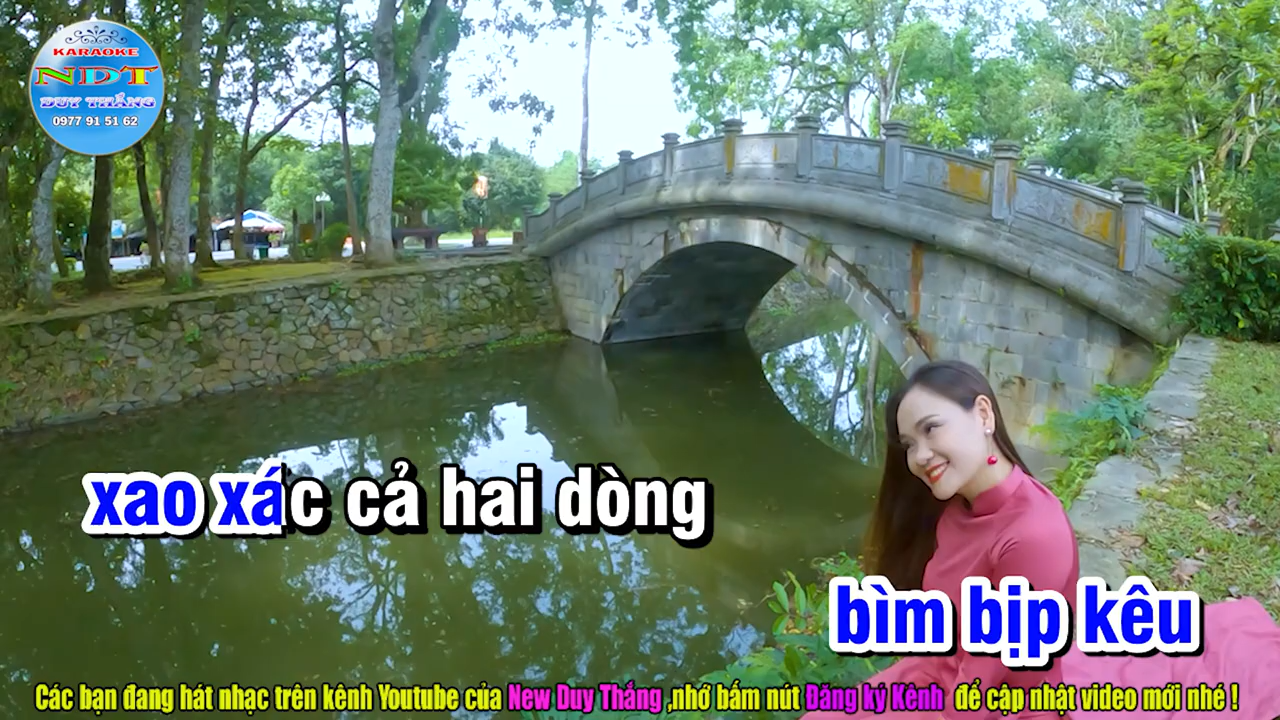 KARAOKE
NDT
DUY THẮNG
0977 91 51 62
xao xác cả hai dòng
bìm bịp kêu
Các bạn đang hát nhạc trên kênh Youtube của New Duy Thắng ,nhớ bấm nút Đăng ký Kênh để cập nhật video mới nhé !